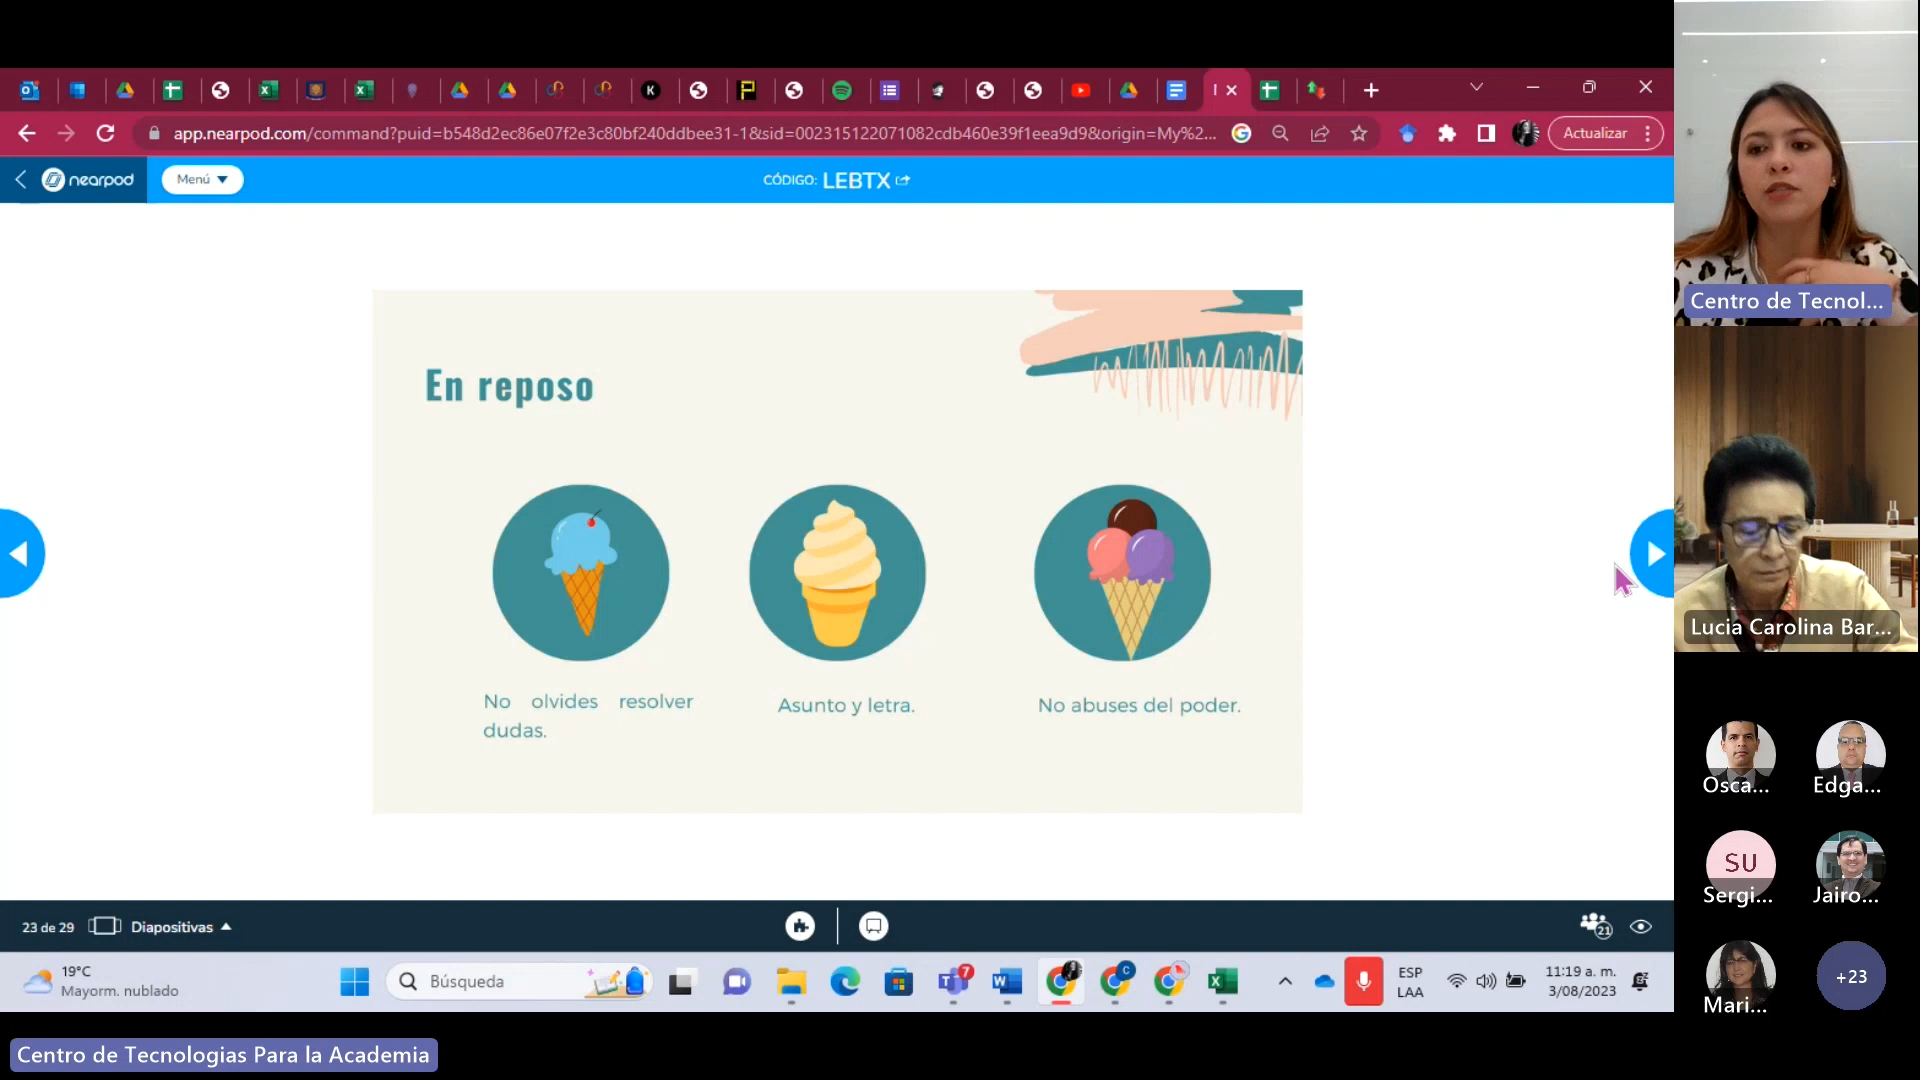 app.nearpod.com/command?puid=b548d2ec86e07f2e3c80bf240ddbee31-1&sid=002315122071082cdb460e39f1eea9d9&origin=My%2...
Actualizar
nearpod
Menú
CÓDIGO: LEBTX
En reposo
No olvides resolver
dudas.
Asunto y letra.
No abuses del poder.
23 de 29
Diapositivas
21
19°C
Mayorm. nublado
Búsqueda
7
ESP
LAA
11:19 a. m.
3/08/2023
Centro de Tecnologias Para la Academia
Centro de Tecnol...
Lucia Carolina Bar...
Osca...
Edga...
SU
Sergi...
Jairo...
Mari...
+23